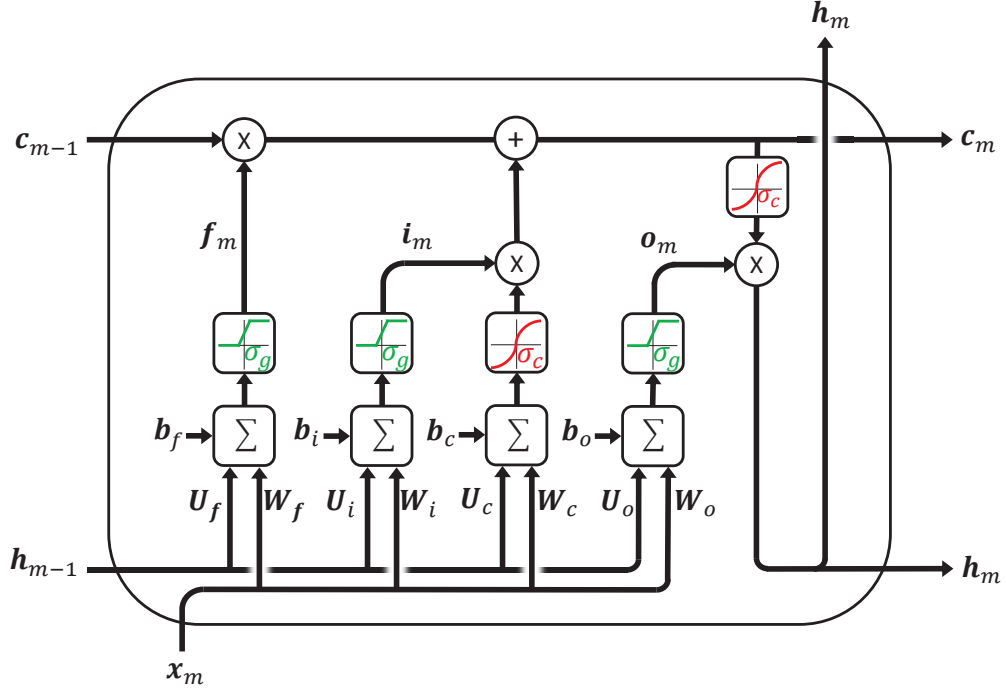 h_m
c_{m−1} × + c_m
σ_c
f_m i_m o_m
× ×
σ_g σ_g σ_c σ_g
b_f Σ b_i Σ b_c Σ b_o Σ
U_f W_f U_i W_i U_c W_c U_o W_o
h_{m−1} h_m
x_m